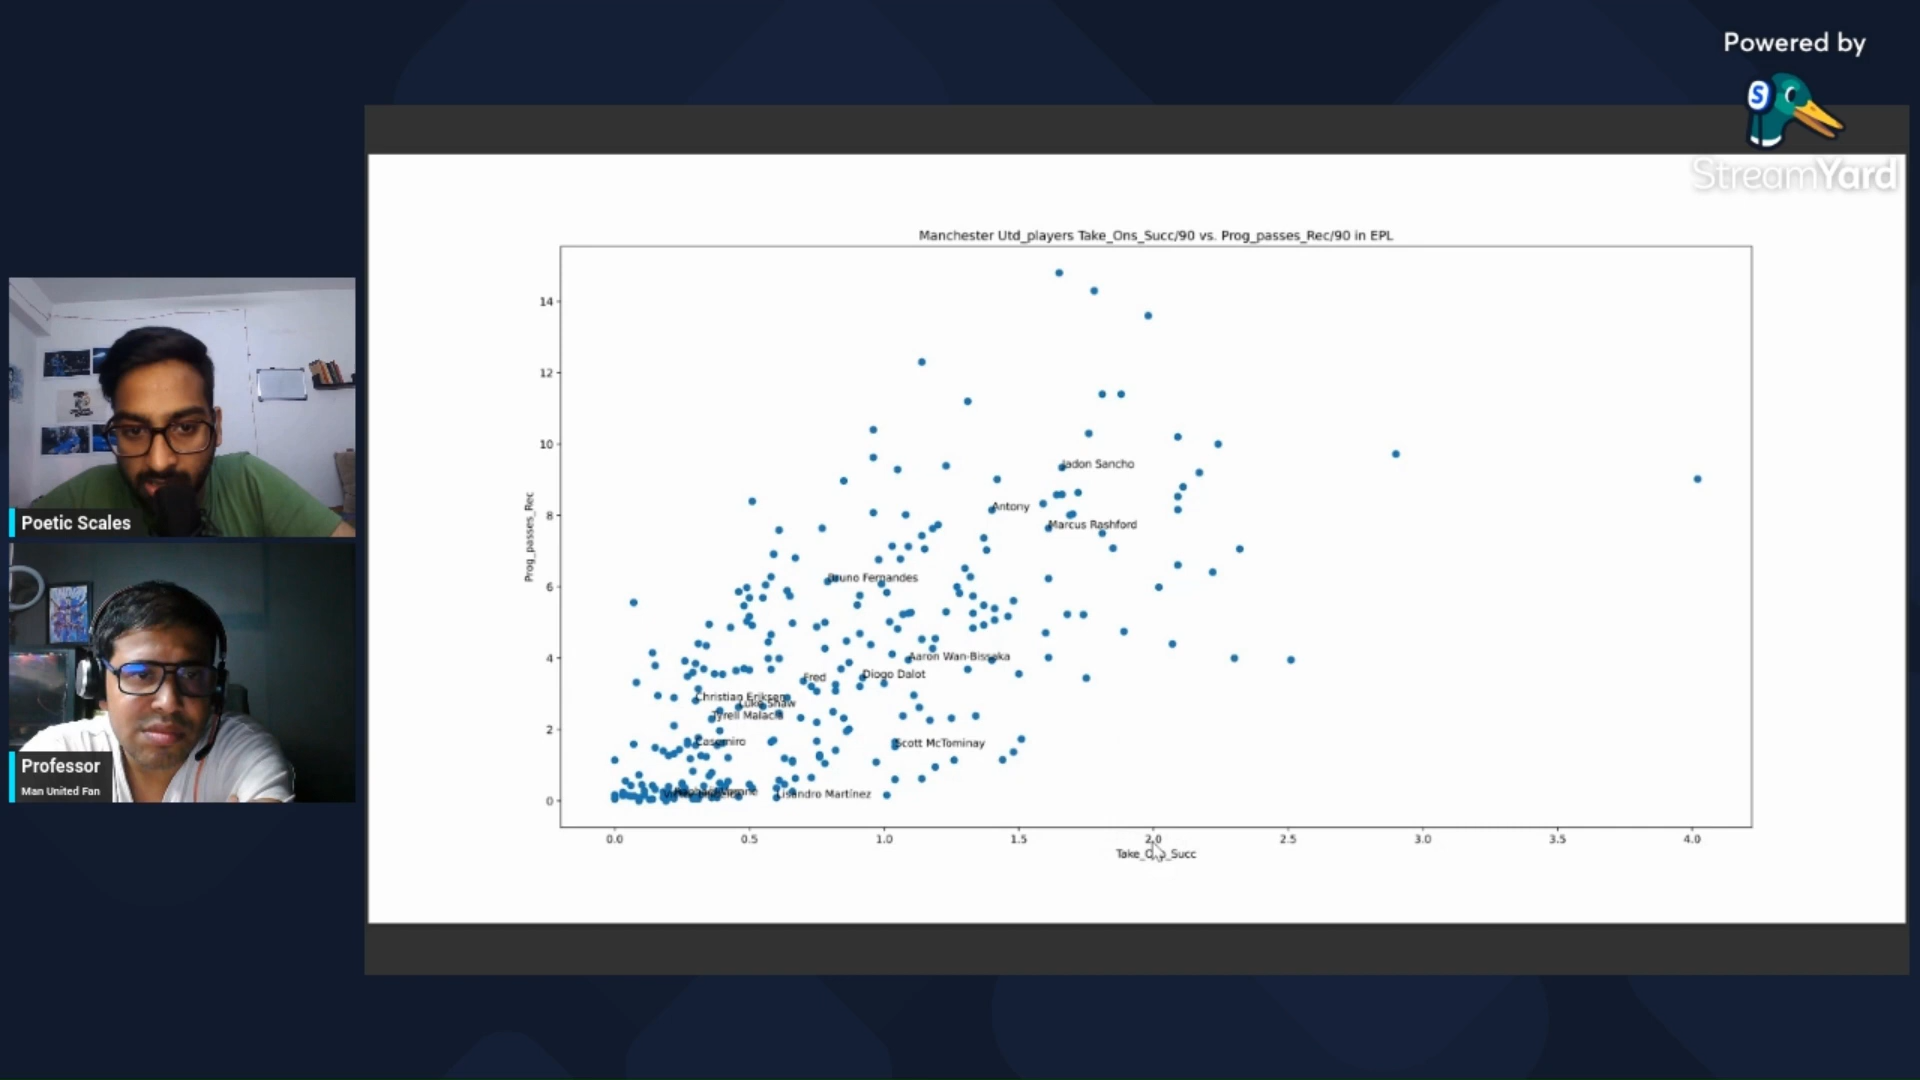 Powered by
StreamYard
Manchester Utd_players Take_Ons_Succ/90 vs. Prog_passes_Rec/90 in EPL
14
12
10
8
6
4
2
0
Prog_passes_Rec
Jadon Sancho
Antony
Marcus Rashford
Bruno Fernandes
Aaron Wan-Bissaka
Diogo Dalot
Fred
Christian Eriksen
Luke Shaw
Tyrell Malacia
Casemiro
Scott McTominay
Lisandro Martínez
0.0 0.5 1.0 1.5 2.0 2.5 3.0 3.5 4.0
Take_Ons_Succ
Poetic Scales
Professor
Man United Fan